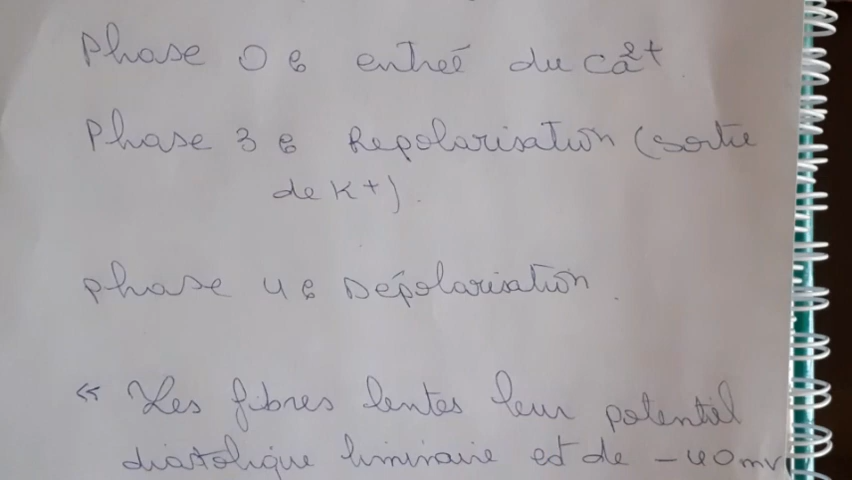 Phase 0 : entreé du Ca2+
Phase 3 : Repolarisation (sortie
de K+).
phase 4 : Dépolarisation.
« Les fibres lentes leur potentiel
diastolique liminaire est de -40mv